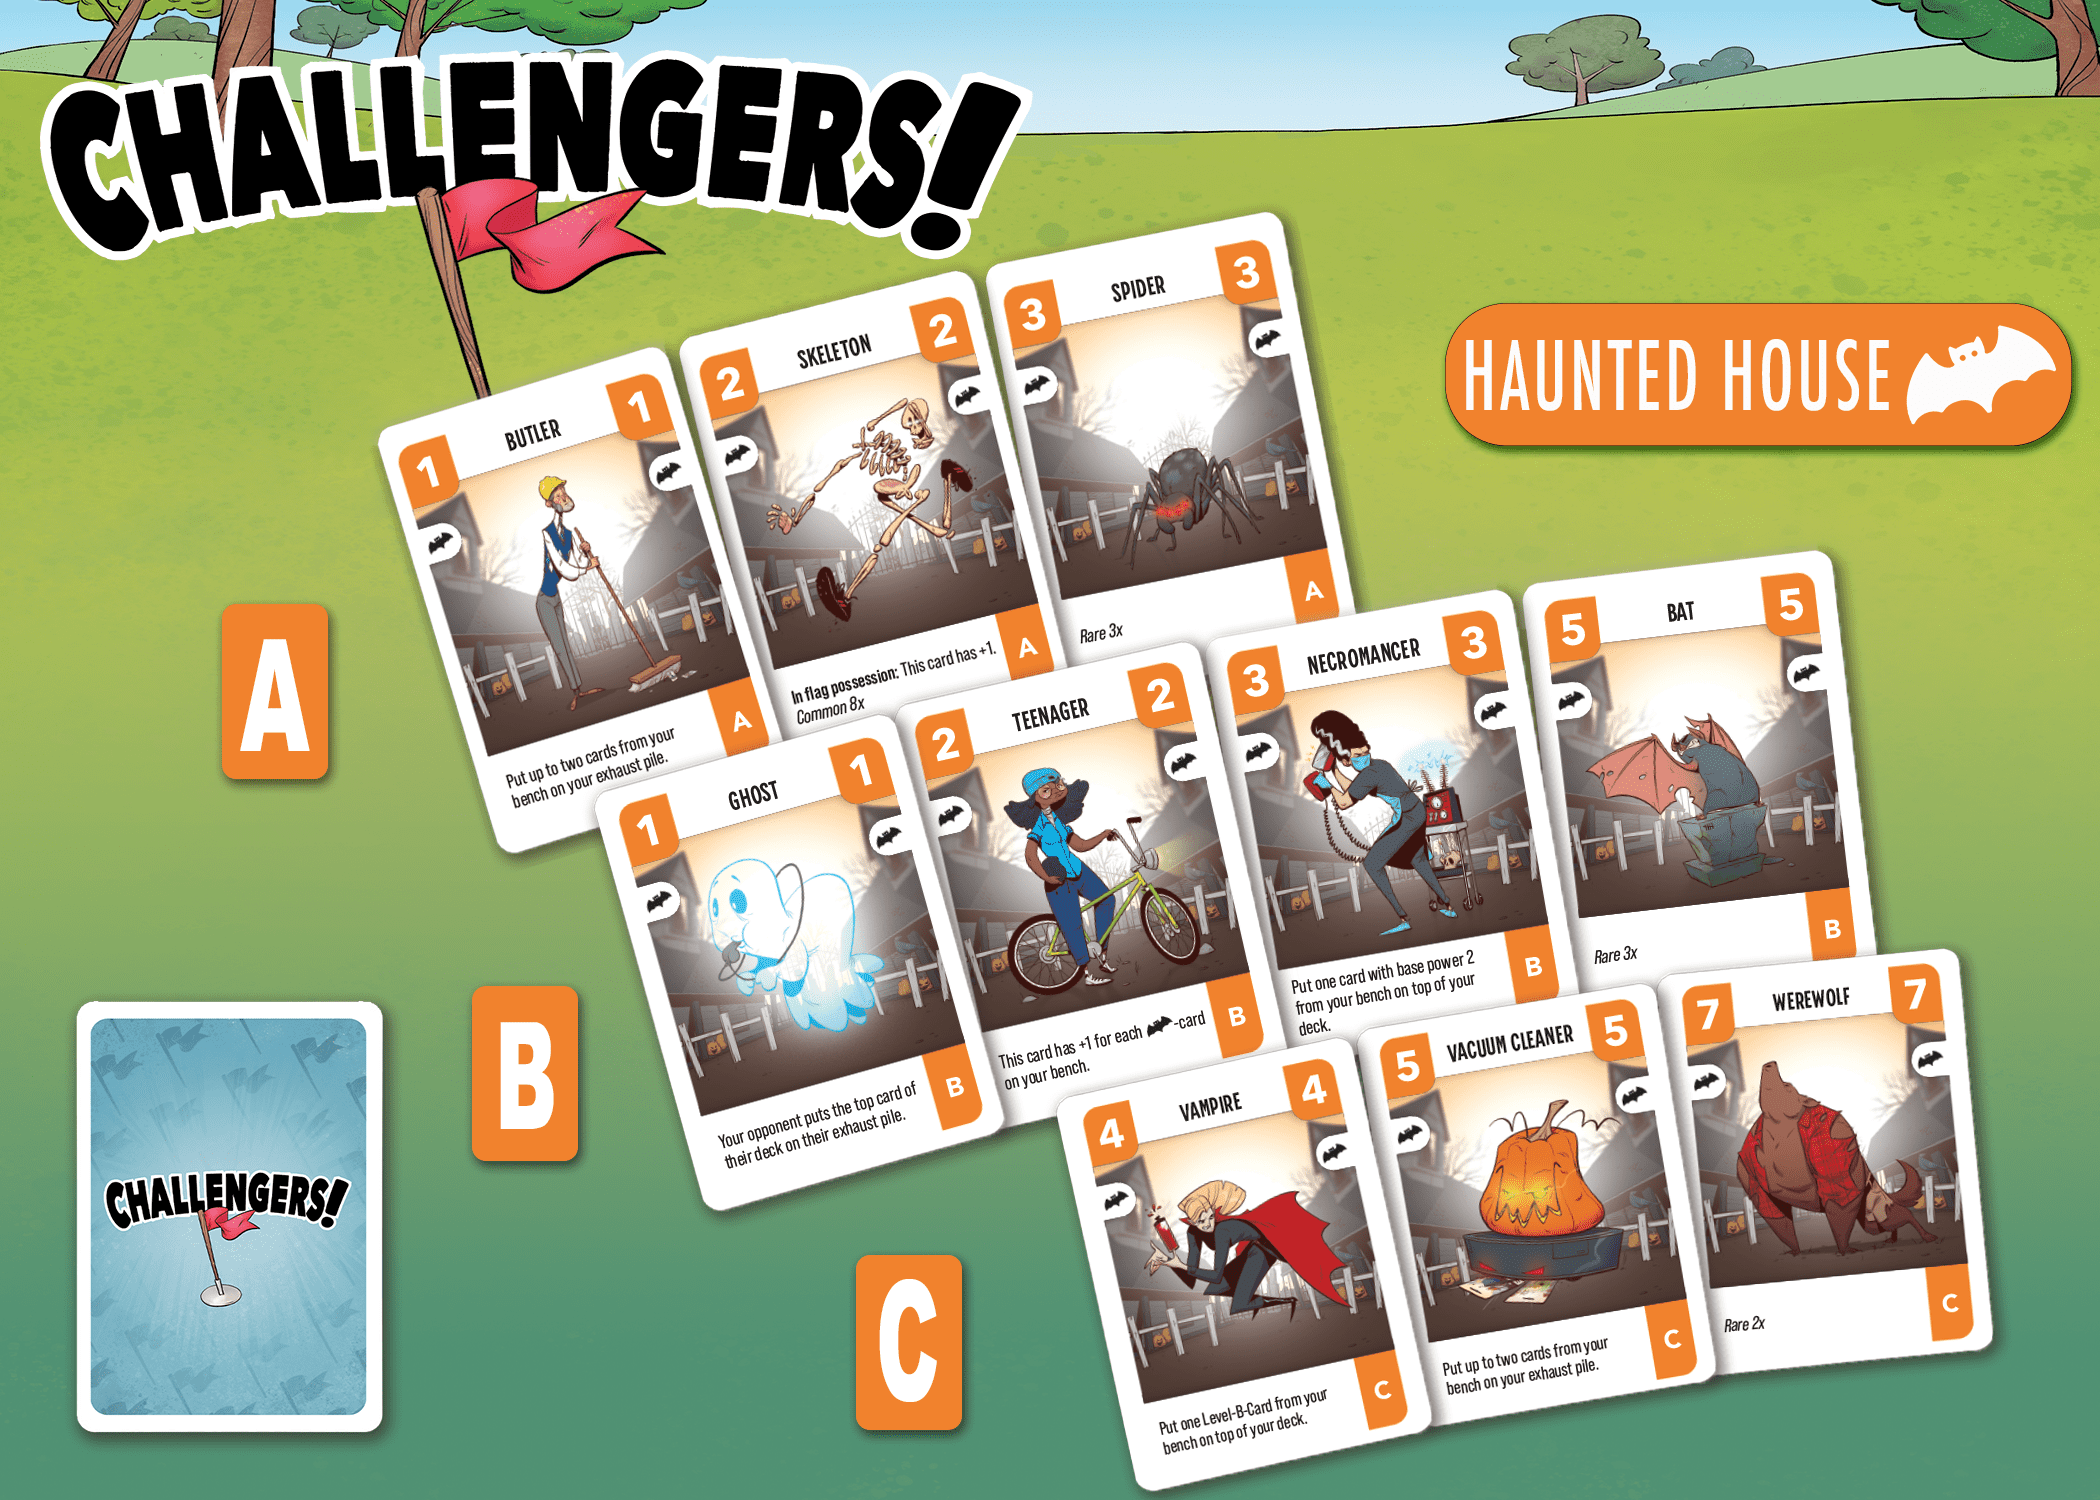 CHALLENGERS!
HAUNTED HOUSE
A
1
BUTLER
1
Put up to two cards from your
bench on your exhaust pile.
A
2
SKELETON
2
In flag possession: This card has +1.
Common 8x
A
3
SPIDER
3
Rare 3x
A
B
1
GHOST
1
Your opponent puts the top card of
their deck on their exhaust pile.
B
2
TEENAGER
2
This card has +1 for each -card
on your bench.
B
3
NECROMANCER
3
Put one card with base power 2
from your bench on top of your
deck.
B
5
BAT
5
Rare 3x
B
C
4
VAMPIRE
4
Put one Level-B-Card from your
bench on top of your deck.
C
5
VACUUM CLEANER
5
Put up to two cards from your
bench on your exhaust pile.
C
7
WEREWOLF
7
Rare 2x
C
CHALLENGERS!